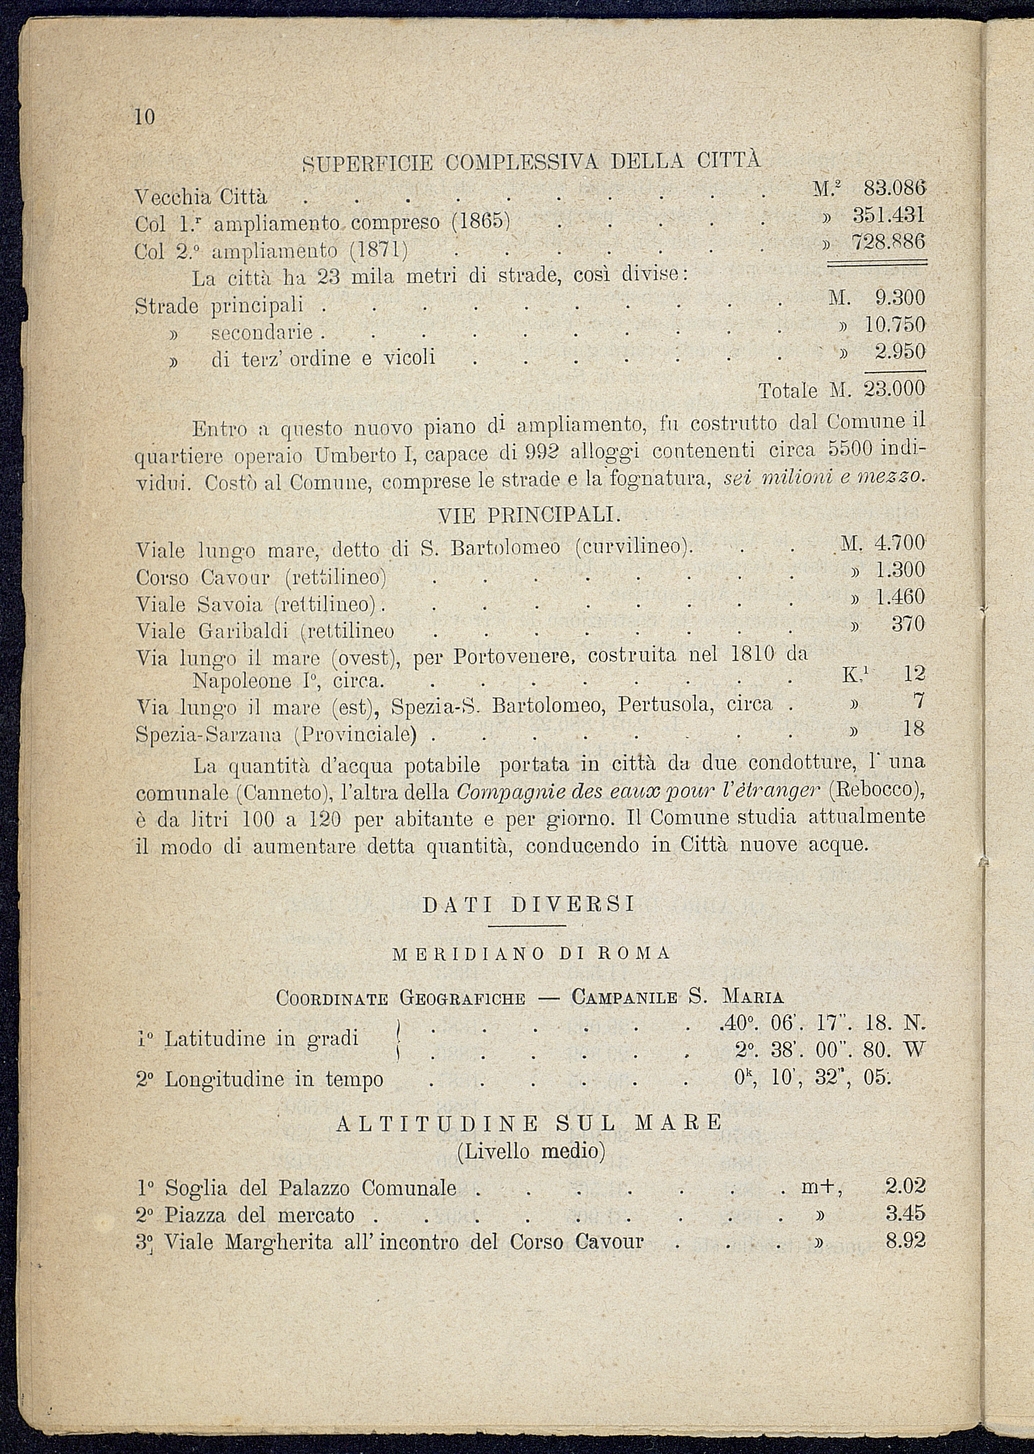 10
SUPERFICIE COMPLESSIVA DELLA CITTÀ
Vecchia Città . . . . . . . . . . M.² 83.086
Col 1.r ampliamento compreso (1865) . . . . . » 351.431
Col 2.º ampliamento (1871) . . . . . . . » 728.886
La città ha 23 mila metri di strade, così divise:
Strade principali . . . . . . . . . . M. 9.300
» secondarie . . . . . . . . . . » 10.750
» di terz' ordine e vicoli . . . . . . . » 2.950
Totale M. 23.000
Entro a questo nuovo piano di ampliamento, fu costrutto dal Comune il
quartiere operaio Umberto I, capace di 992 alloggi contenenti circa 5500 indi-
vidui. Costò al Comune, comprese le strade e la fognatura, sei milioni e mezzo.
VIE PRINCIPALI.
Viale lungo mare, detto di S. Bartolomeo (curvilineo). . . M. 4.700
Corso Cavour (rettilineo) . . . . . . . . » 1.300
Viale Savoia (rettilineo) . . . . . . . . . » 1.460
Viale Garibaldi (rettilineo . . . . . . . . » 370
Via lungo il mare (ovest), per Portovenere, costruita nel 1810 da
Napoleone Iº, circa. . . . . . . . . K.¹ 12
Via lungo il mare (est), Spezia-S. Bartolomeo, Pertusola, circa . » 7
Spezia-Sarzana (Provinciale) . . . . . . . . » 18
La quantità d'acqua potabile portata in città da due condotture, l' una
comunale (Canneto), l'altra della Compagnie des eaux pour l'étranger (Rebocco),
è da litri 100 a 120 per abitante e per giorno. Il Comune studia attualmente
il modo di aumentare detta quantità, conducendo in Città nuove acque.
DATI DIVERSI
MERIDIANO DI ROMA
COORDINATE GEOGRAFICHE — CAMPANILE S. MARIA
1º Latitudine in gradi . . . . . . .40º. 06'. 17". 18. N.
. . . . . . 2º. 38'. 00". 80. W
2º Longitudine in tempo . . . . . . 0ᵏ, 10', 32", 05.
ALTITUDINE SUL MARE
(Livello medio)
1º Soglia del Palazzo Comunale . . . . . . . m+, 2.02
2º Piazza del mercato . . . . . . . . . » 3.45
3º Viale Margherita all' incontro del Corso Cavour . . . » 8.92